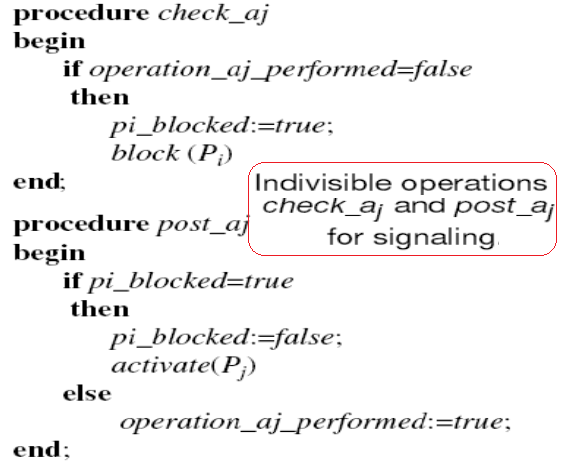 procedure check_aj
begin
if operation_aj_performed=false
then
pi_blocked:=true;
block (Pi)
end;
Indivisible operations
check_aj and post_aj
for signaling
procedure post_aj
begin
if pi_blocked=true
then
pi_blocked:=false;
activate(Pj)
else
operation_aj_performed:=true;
end;